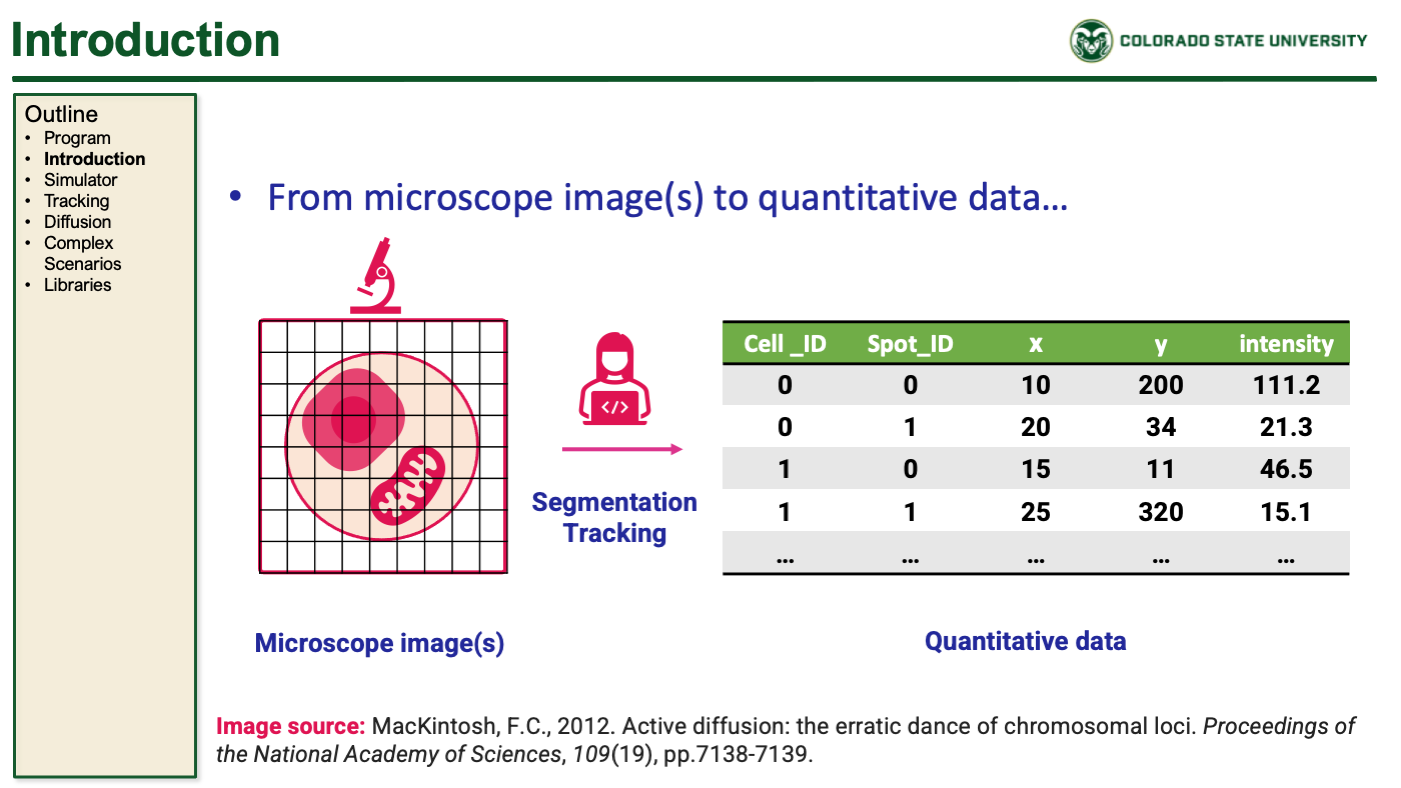 Introduction
COLORADO STATE UNIVERSITY
Outline
• Program
• Introduction
• Simulator
• Tracking
• Diffusion
• Complex
Scenarios
• Libraries
• From microscope image(s) to quantitative data…
</>
Segmentation
Tracking
Cell _ID Spot_ID x y intensity
0 0 10 200 111.2
0 1 20 34 21.3
1 0 15 11 46.5
1 1 25 320 15.1
… … … … …
Microscope image(s)
Quantitative data
Image source: MacKintosh, F.C., 2012. Active diffusion: the erratic dance of chromosomal loci. Proceedings of
the National Academy of Sciences, 109(19), pp.7138-7139.